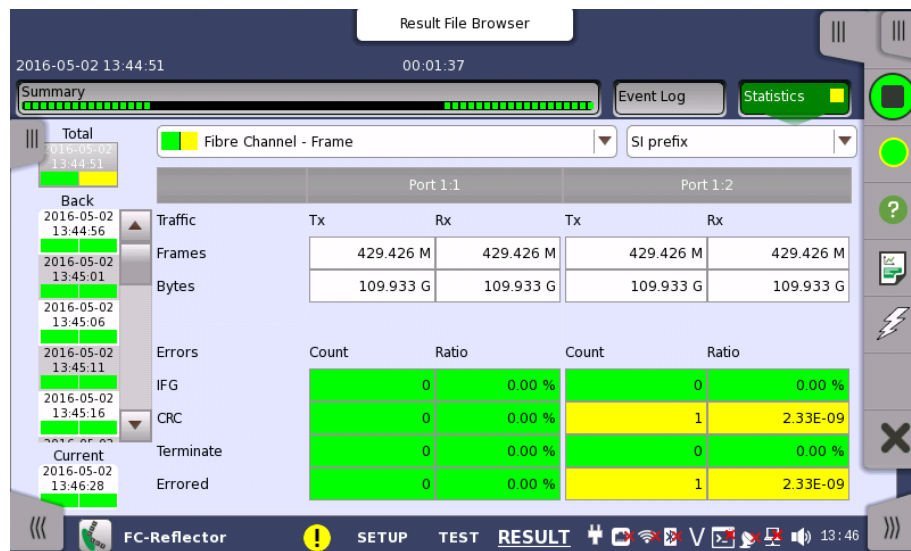 Result File Browser
2016-05-02 13:44:51 00:01:37
Summary Event Log Statistics
Total
2016-05-02
13:44:51
Fibre Channel - Frame SI prefix
Port 1:1 Port 1:2
Back
2016-05-02
13:44:56
2016-05-02
13:45:01
2016-05-02
13:45:06
2016-05-02
13:45:11
2016-05-02
13:45:16
Current
2016-05-02
13:46:28
Traffic Tx Rx Tx Rx
Frames 429.426 M 429.426 M 429.426 M 429.426 M
Bytes 109.933 G 109.933 G 109.933 G 109.933 G
Errors Count Ratio Count Ratio
IFG 0 0.00 % 0 0.00 %
CRC 0 0.00 % 1 2.33E-09
Terminate 0 0.00 % 0 0.00 %
Errored 0 0.00 % 1 2.33E-09
FC-Reflector SETUP TEST RESULT 13:46